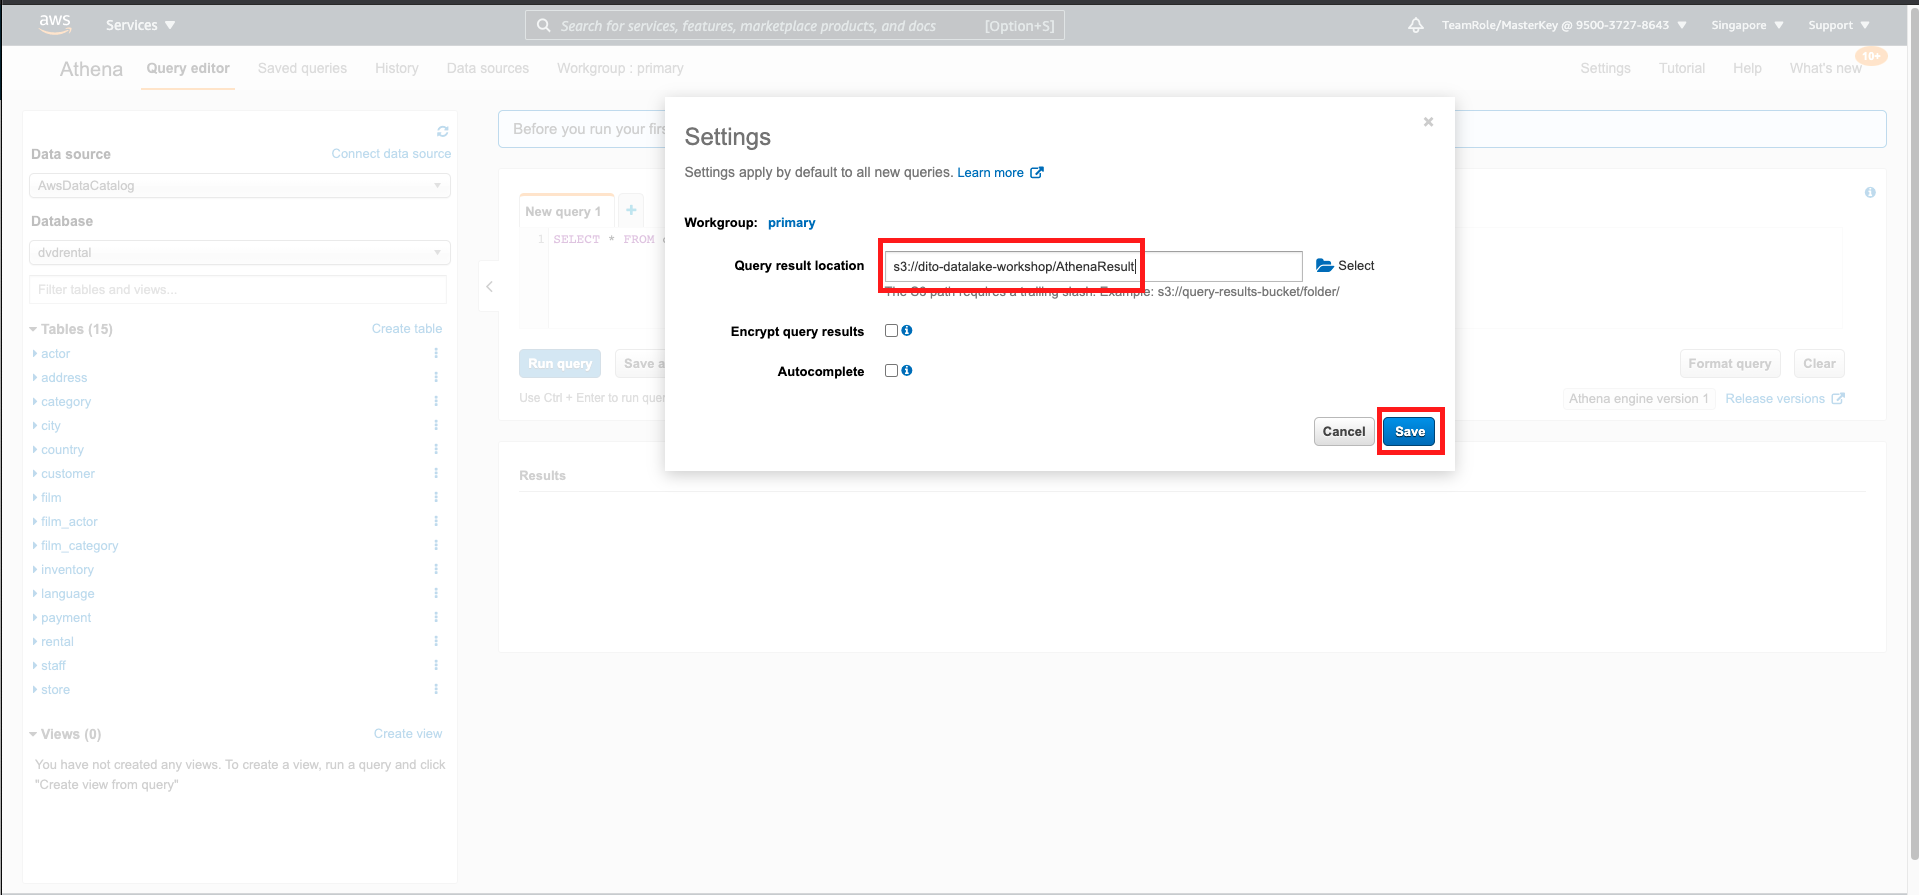 aws
Services
Search for services, features, marketplace products, and docs
[Option+S]
TeamRole/MasterKey @ 9500-3727-8643
Singapore
Support
Athena
Query editor
Saved queries
History
Data sources
Workgroup : primary
Settings
Tutorial
Help
What's new
10+
Data source
Connect data source
AwsDataCatalog
Database
dvdrental
Filter tables and views...
Tables (15)
Create table
actor
address
category
city
country
customer
film
film_actor
film_category
inventory
language
payment
rental
staff
store
Views (0)
Create view
You have not created any views. To create a view, run a query and click
"Create view from query"
Before you run your firs
New query 1
1 SELECT * FROM
Run query
Save a
Use Ctrl + Enter to run quer
Format query
Clear
Athena engine version 1
Release versions
Results
Settings
Settings apply by default to all new queries. Learn more
Workgroup: primary
Query result location
s3://dito-datalake-workshop/AthenaResult
Select
The S3 path requires a trailing slash. Example: s3://query-results-bucket/folder/
Encrypt query results
Autocomplete
Cancel
Save